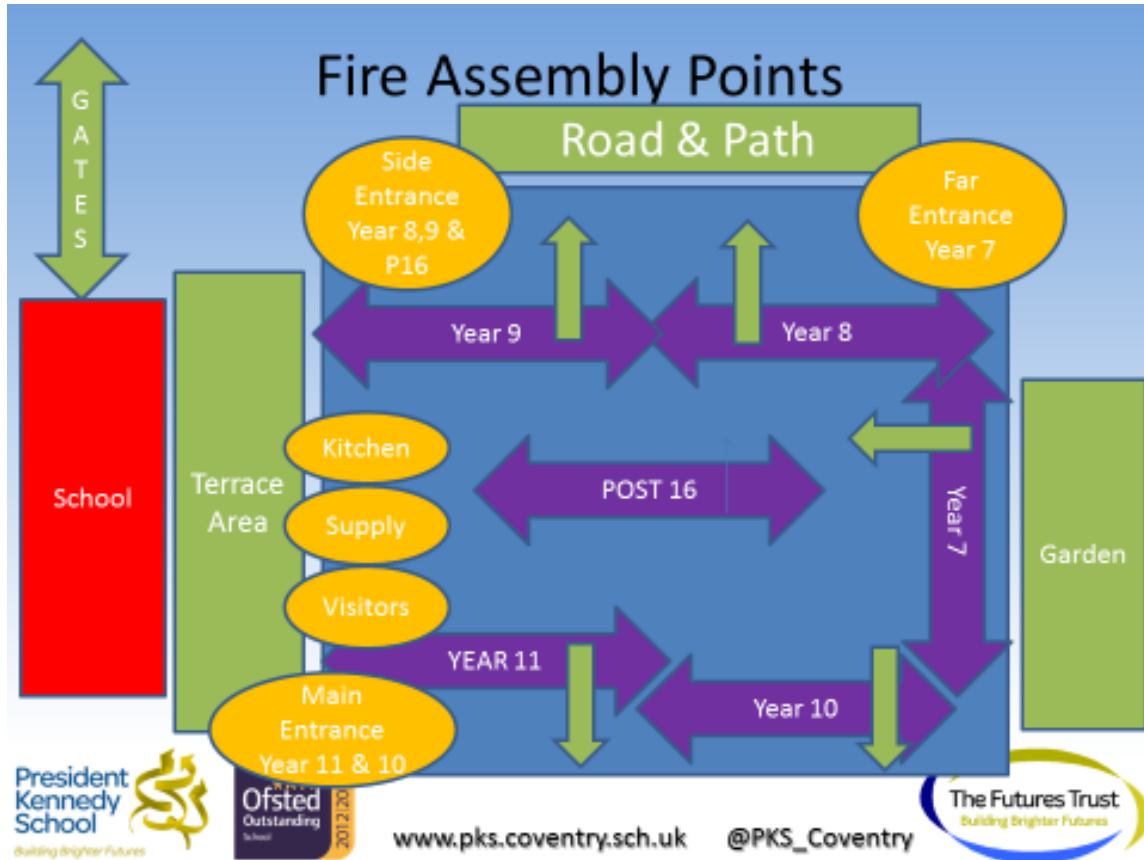 Fire Assembly Points
GATES
Road & Path
Side
Entrance
Year 8,9 &
P16
Far
Entrance
Year 7
Year 9
Year 8
Kitchen
Terrace
Area
School
Supply
POST 16
Year 7
Garden
Visitors
YEAR 11
Year 10
Main
Entrance
Year 11 & 10
President
Kennedy
School
Building Brighter Futures
Ofsted
Outstanding
School
www.pks.coventry.sch.uk
@PKS_Coventry
The Futures Trust
Building Brighter Futures